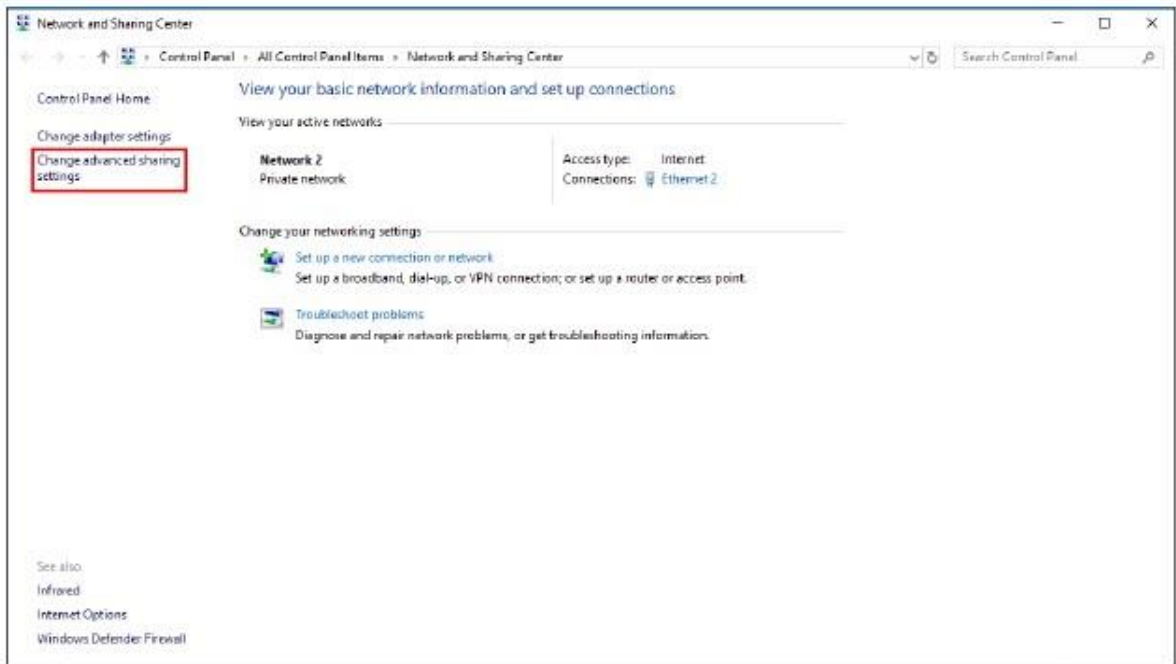 Network and Sharing Center
Control Panel › All Control Panel Items › Network and Sharing Center
Search Control Panel
Control Panel Home
Change adapter settings
Change advanced sharing
settings
View your basic network information and set up connections
View your active networks
Network 2
Private network
Access type: Internet
Connections: Ethernet 2
Change your networking settings
Set up a new connection or network
Set up a broadband, dial-up, or VPN connection; or set up a router or access point.
Troubleshoot problems
Diagnose and repair network problems, or get troubleshooting information.
See also
Infrared
Internet Options
Windows Defender Firewall